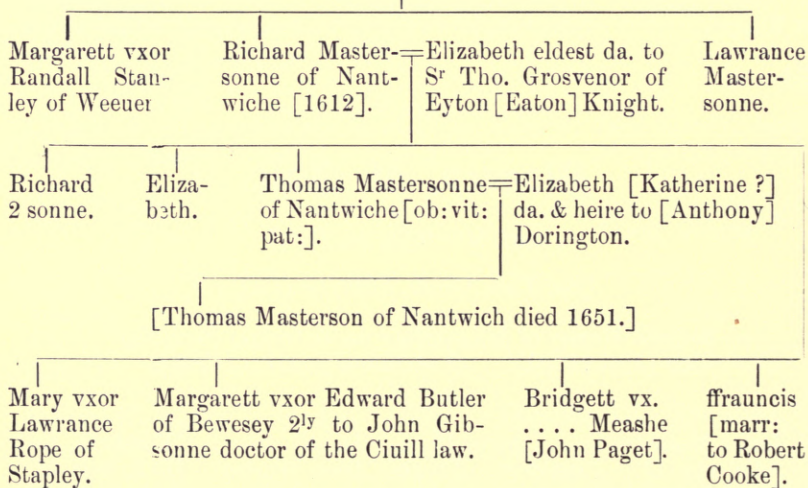 Margarett vxor
Randall Stan-
ley of Weeuer
Richard Master-
sonne of Nant-
wiche [1612].
Elizabeth eldest da. to
Sʳ Tho. Grosvenor of
Eyton [Eaton] Knight.
Lawrance
Master-
sonne.
Richard
2 sonne.
Eliza-
beth.
Thomas Mastersonne
of Nantwiche [ob: vit:
pat:].
Elizabeth [Katherine ?]
da. & heire to [Anthony]
Dorington.
[Thomas Masterson of Nantwich died 1651.]
Mary vxor
Lawrance
Rope of
Stapley.
Margarett vxor Edward Butler
of Bewesey 2ˡʸ to John Gib-
sonne doctor of the Ciuill law.
Bridgett vx.
. . . . Meashe
[John Paget].
ffrauncis
[marr:
to Robert
Cooke].